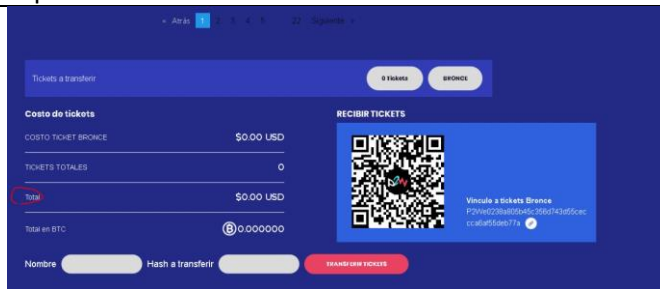 « Atrás 1 2 3 4 5 ... 22 Siguiente »
Tickets a transferir
0 Tickets
BRONCE
Costo de tickets
RECIBIR TICKETS
COSTO TICKET BRONCE $0.00 USD
TICKETS TOTALES 0
Total $0.00 USD
Total en BTC 0.000000
Vincule a tickets Bronce
Nombre
Hash a transferir
TRANSFERIR TICKETS